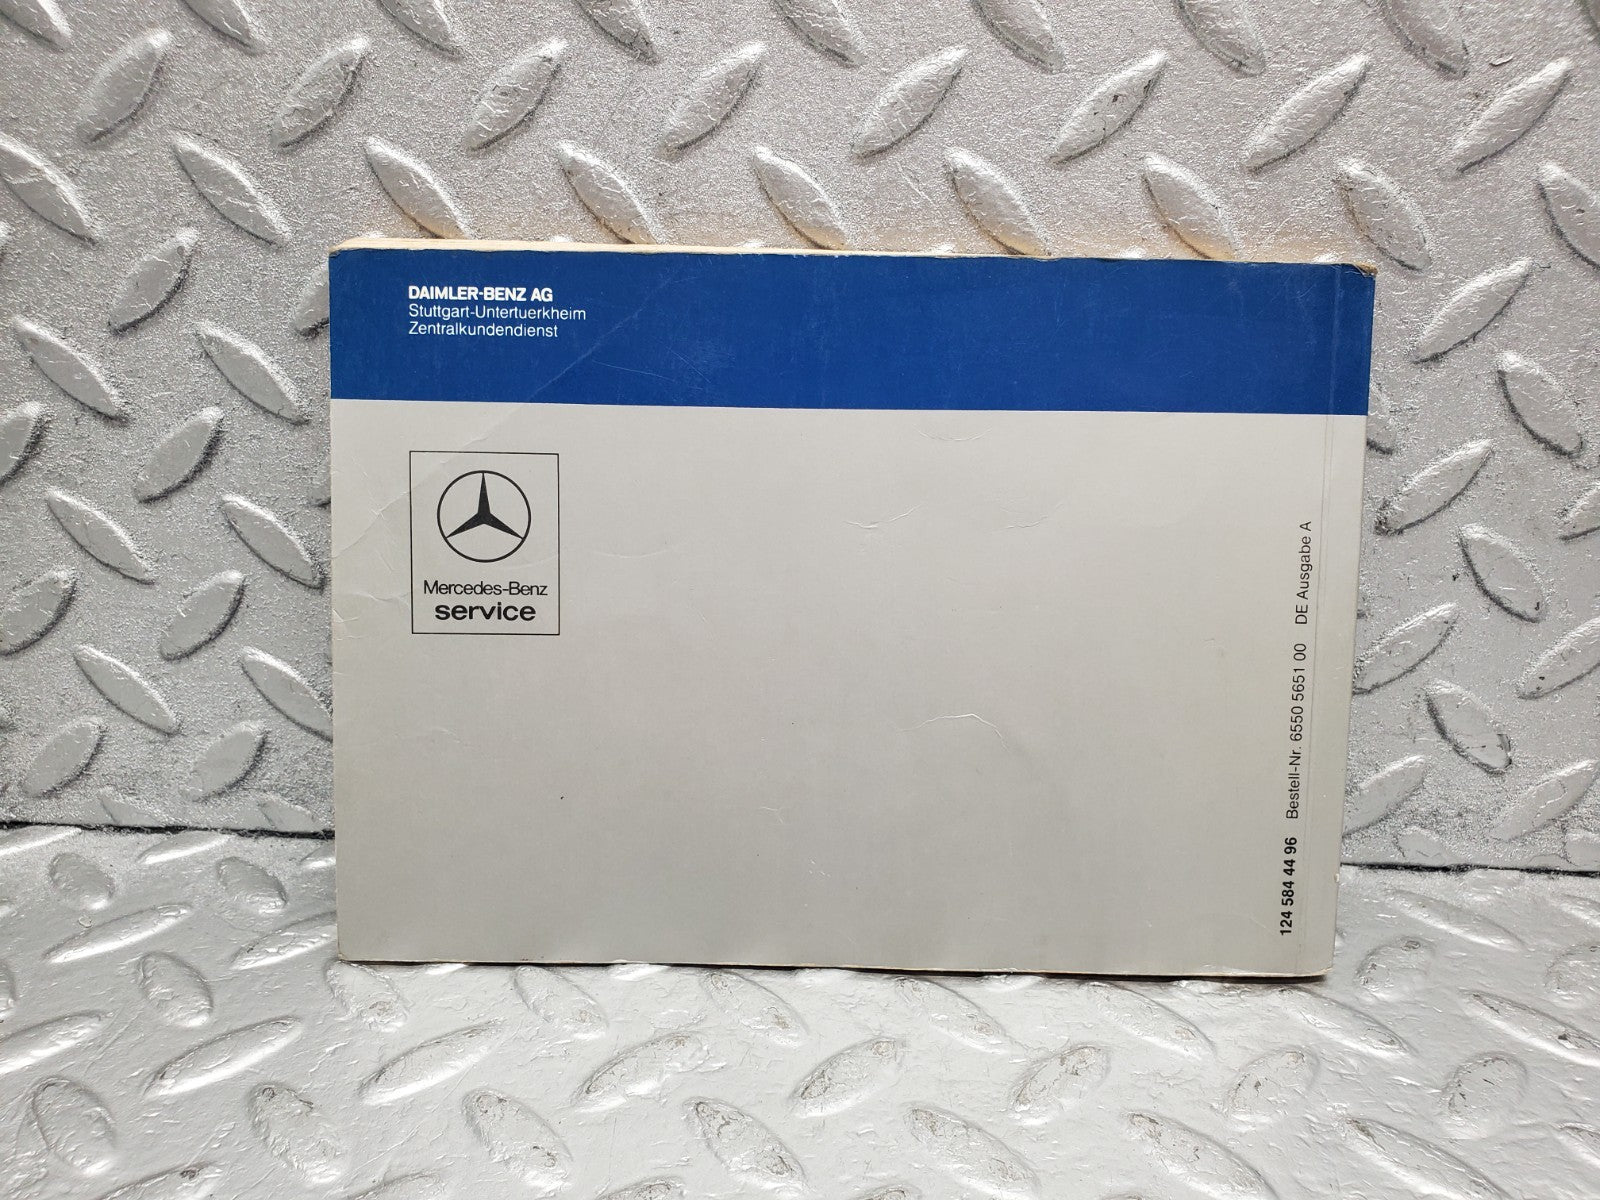 DAIMLER-BENZ AG
Stuttgart-Untertuerkheim
Zentralkundendienst
Mercedes-Benz
service
124 584 44 96 Bestell-Nr. 6550 5651 00 DE Ausgabe A